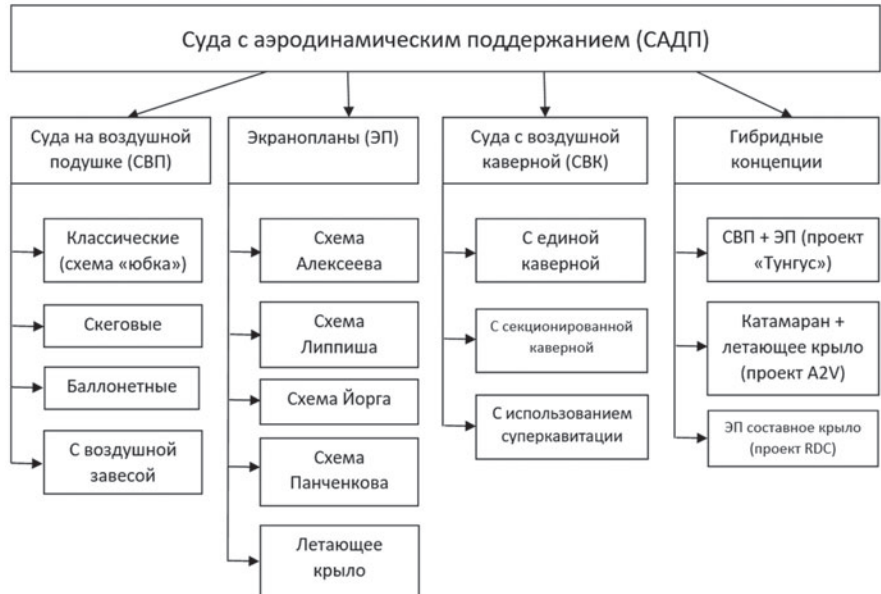 Суда с аэродинамическим поддержанием (САДП)
Суда на воздушной
подушке (СВП)
Классические
(схема «юбка»)
Скеговые
Баллонетные
С воздушной
завесой
Экранопланы (ЭП)
Схема
Алексеева
Схема
Липпиша
Схема Йорга
Схема
Панченкова
Летающее
крыло
Суда с воздушной
каверной (СВК)
С единой
каверной
С секционированной
каверной
С использованием
суперкавитации
Гибридные
концепции
СВП + ЭП (проект
«Тунгус»)
Катамаран +
летающее крыло
(проект A2V)
ЭП составное крыло
(проект RDC)